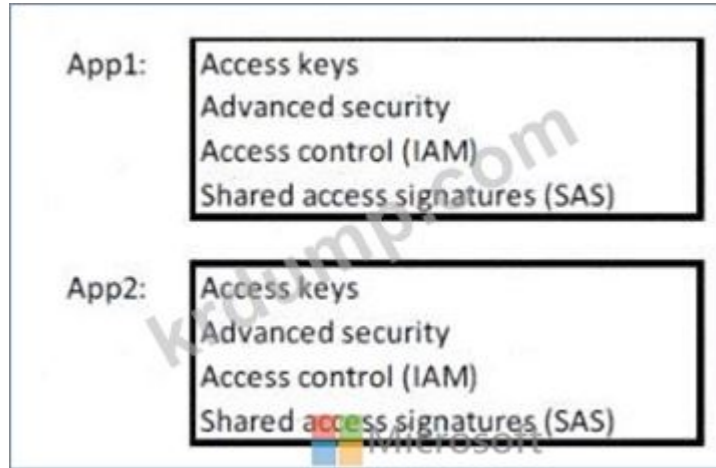 App1:
Access keys
Advanced security
Access control (IAM)
Shared access signatures (SAS)
App2:
Access keys
Advanced security
Access control (IAM)
Shared access signatures (SAS)
krdump.com
Microsoft